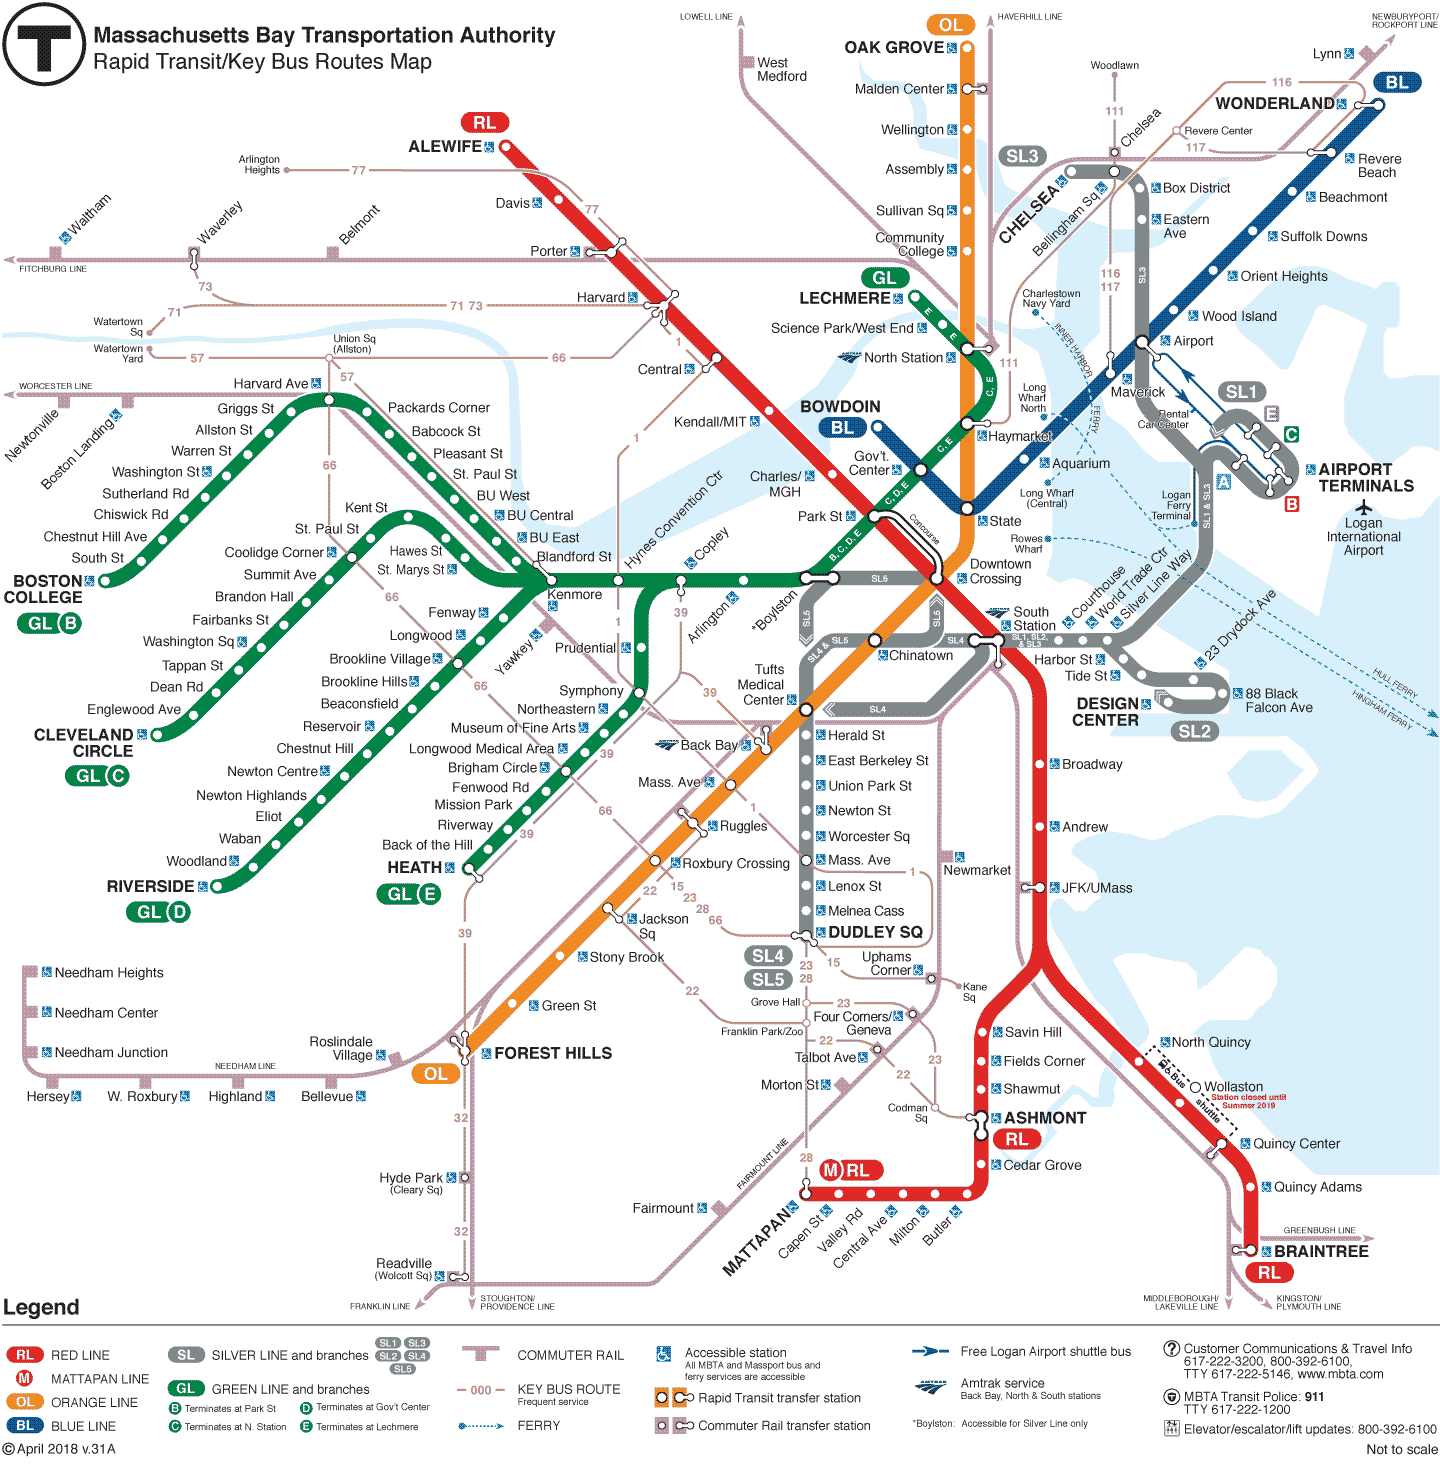 T
Massachusetts Bay Transportation Authority
Rapid Transit/Key Bus Routes Map
LOWELL LINE
OL
HAVERHILL LINE
NEWBURYPORT/
ROCKPORT LINE
OAK GROVE
Malden Center
Wellington
Assembly
Sullivan Sq
Community
College
West
Medford
Woodlawn
111
116
Lynn
BL
WONDERLAND
Chelsea
Revere Center
117
Revere
Beach
Beachmont
Suffolk Downs
Orient Heights
Wood Island
Airport
Maverick
SL3
CHELSEA
Bellingham Sq
Box District
Eastern
Ave
SL3
116
117
RL
ALEWIFE
Arlington
Heights
77
77
Davis
Porter
Harvard
Central
Kendall/MIT
Charles/
MGH
Park St
Waltham
Waverley
Belmont
FITCHBURG LINE
73
71
71 73
Watertown
Sq
Watertown
Yard
57
Union Sq
(Allston)
66
57
1
1
GL
LECHMERE
E
E
Science Park/West End
North Station
AMTRAK
C, E
111
Charlestown
Navy Yard
INNER HARBOR
FERRY
Long
Wharf
North
BOWDOIN
BL
Haymarket
C, E
Gov't.
Center
C, D, E
B, C, D, E
Concourse
State
Aquarium
Long Wharf
(Central)
Rowes
Wharf
Downtown
Crossing
Rental
Car Center
SL1
E
C
A
B
AIRPORT
TERMINALS
Logan
International
Airport
Logan
Ferry
Terminal
SL1 & SL3
WORCESTER LINE
Newtonville
Boston Landing
Harvard Ave
Griggs St
Allston St
Warren St
Washington St
Sutherland Rd
Chiswick Rd
Chestnut Hill Ave
South St
BOSTON
COLLEGE
GL B
Packards Corner
Babcock St
Pleasant St
St. Paul St
BU West
BU Central
BU East
Blandford St
Kenmore
66
Kent St
St. Paul St
Coolidge Corner
Hawes St
St. Marys St
Summit Ave
Brandon Hall
Fairbanks St
Washington Sq
Tappan St
Dean Rd
Englewood Ave
CLEVELAND
CIRCLE
GL C
66
Fenway
Longwood
Brookline Village
Brookline Hills
Beaconsfield
Reservoir
Chestnut Hill
Newton Centre
Newton Highlands
Eliot
Waban
Woodland
RIVERSIDE
GL D
66
Yawkey
Hynes Convention Ctr
Copley
Arlington
*Boylston
39
1
Prudential
Symphony
Northeastern
Museum of Fine Arts
Longwood Medical Area
Brigham Circle
Fenwood Rd
Mission Park
Riverway
Back of the Hill
HEATH
GL E
39
39
39
39
66
SL5
SL5
SL5
SL4 & SL5
SL4
SL4
AMTRAK
South
Station
SL1, SL2,
& SL3
Courthouse
World Trade Ctr
Silver Line Way
23 Drydock Ave
Harbor St
Tide St
DESIGN
CENTER
88 Black
Falcon Ave
SL2
HULL FERRY
HINGHAM FERRY
Chinatown
Tufts
Medical
Center
Back Bay
AMTRAK
Mass. Ave
Ruggles
Roxbury Crossing
Jackson
Sq
Stony Brook
Green St
FOREST HILLS
OL
1
Herald St
East Berkeley St
Union Park St
Newton St
Worcester Sq
Mass. Ave
Lenox St
Melnea Cass
DUDLEY SQ
SL4
SL5
1
22
15
23
28
66
22
23
28
15
Uphams
Corner
Kane
Sq
Grove Hall
23
Franklin Park/Zoo
Four Corners/
Geneva
22
Talbot Ave
23
22
Morton St
Codman
Sq
28
Newmarket
Broadway
Andrew
JFK/UMass
Savin Hill
Fields Corner
Shawmut
ASHMONT
RL
Cedar Grove
M RL
MATTAPAN
Capen St
Valley Rd
Central Ave
Milton
Butler
North Quincy
Bus
shuttle
Wollaston
Station closed until
Summer 2019
Quincy Center
Quincy Adams
BRAINTREE
RL
GREENBUSH LINE
MIDDLEBOROUGH/
LAKEVILLE LINE
KINGSTON/
PLYMOUTH LINE
Needham Heights
Needham Center
Needham Junction
Hersey
W. Roxbury
Highland
Bellevue
NEEDHAM LINE
Roslindale
Village
32
Hyde Park
(Cleary Sq)
32
Readville
(Wolcott Sq)
Fairmount
FAIRMOUNT LINE
FRANKLIN LINE
STOUGHTON/
PROVIDENCE LINE
Legend
RL RED LINE
M MATTAPAN LINE
OL ORANGE LINE
BL BLUE LINE
© April 2018 v.31A
SL SILVER LINE and branches
SL1 SL3
SL2 SL4
SL5
GL GREEN LINE and branches
B Terminates at Park St
D Terminates at Gov't Center
C Terminates at N. Station
E Terminates at Lechmere
COMMUTER RAIL
000 KEY BUS ROUTE
Frequent service
FERRY
Accessible station
All MBTA and Massport bus and
ferry services are accessible
Rapid Transit transfer station
Commuter Rail transfer station
Free Logan Airport shuttle bus
AMTRAK
Amtrak service
Back Bay, North & South stations
*Boylston: Accessible for Silver Line only
? Customer Communications & Travel Info
617-222-3200, 800-392-6100,
TTY 617-222-5146, www.mbta.com
MBTA Transit Police: 911
TTY 617-222-1200
Elevator/escalator/lift updates: 800-392-6100
Not to scale